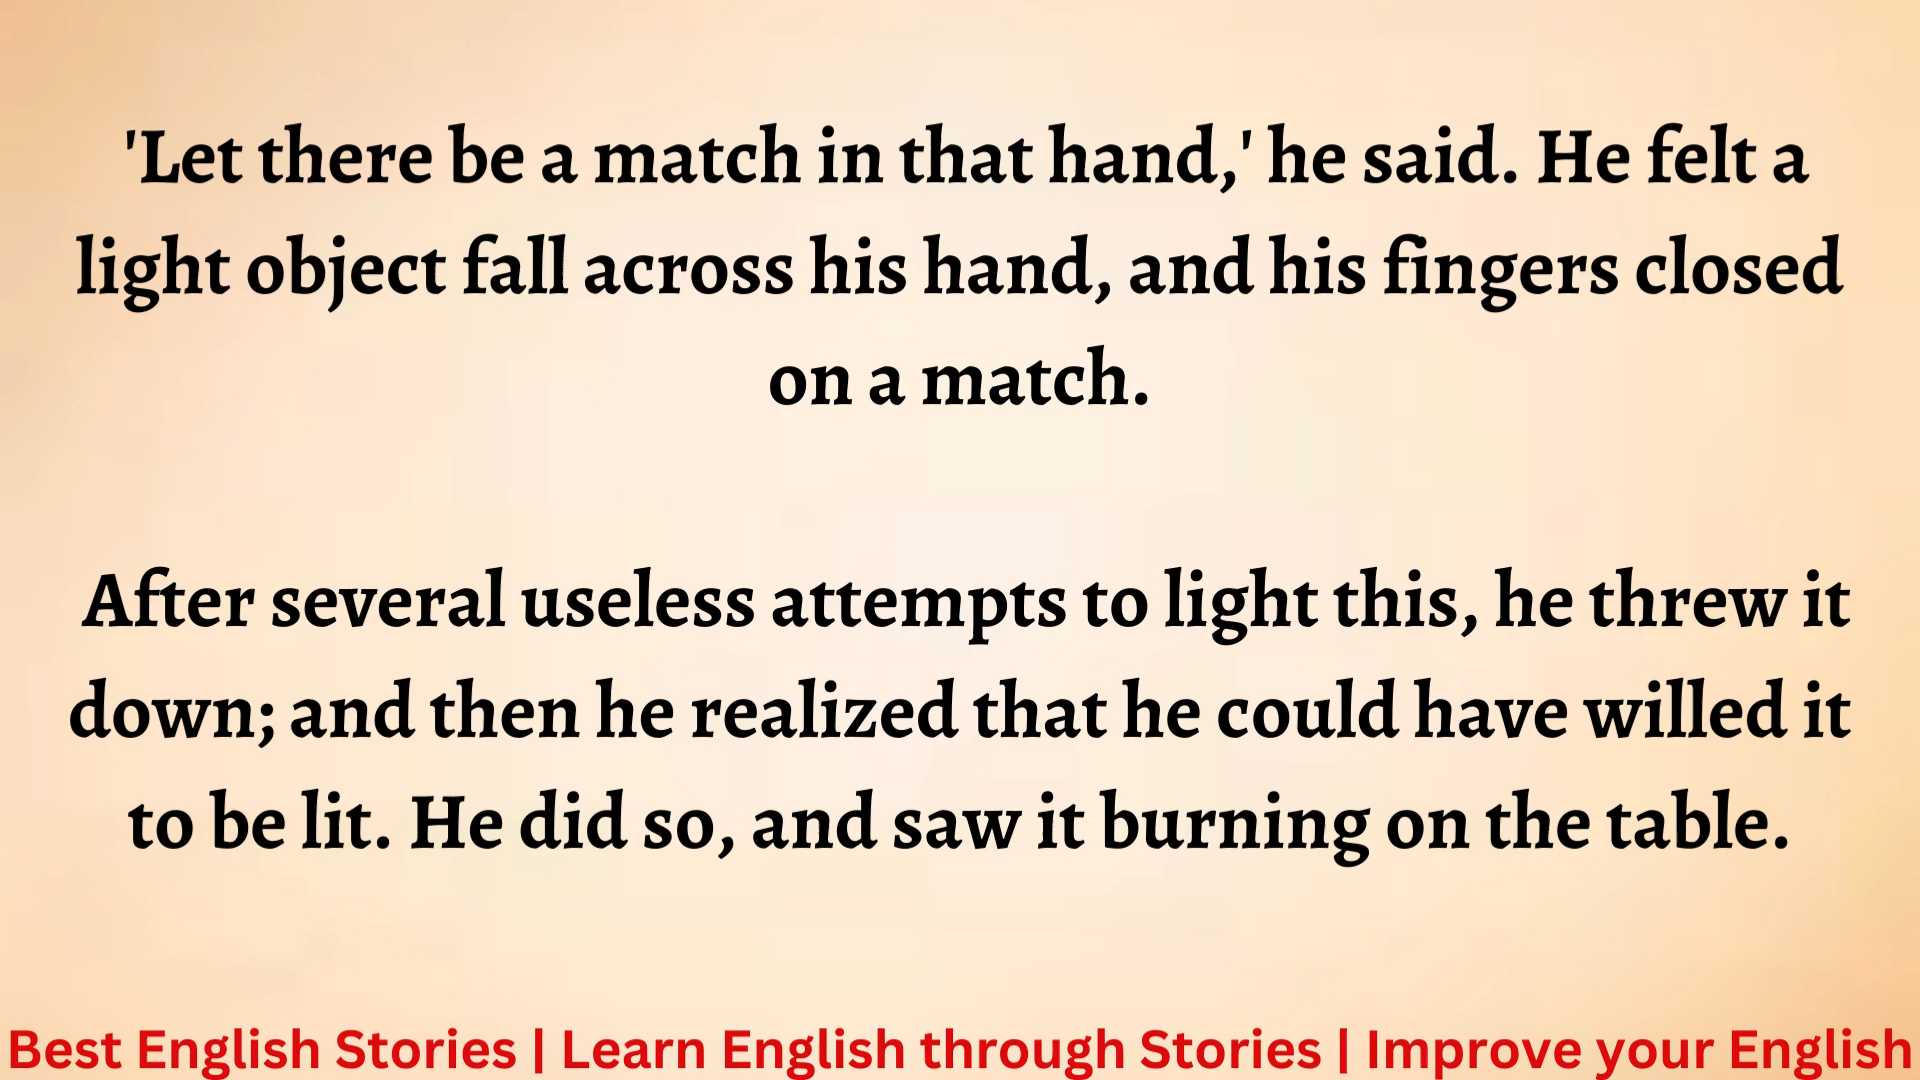 'Let there be a match in that hand,' he said. He felt a
light object fall across his hand, and his fingers closed
on a match.
After several useless attempts to light this, he threw it
down; and then he realized that he could have willed it
to be lit. He did so, and saw it burning on the table.
Best English Stories | Learn English through Stories | Improve your English